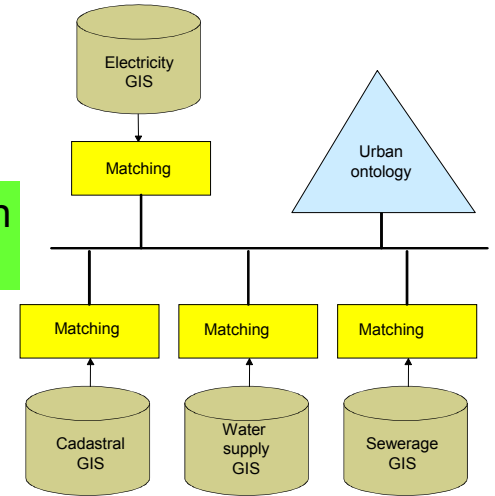 Electricity
GIS
Matching
Urban
ontology
Matching
Matching
Matching
Cadastral
GIS
Water
supply
GIS
Sewerage
GIS